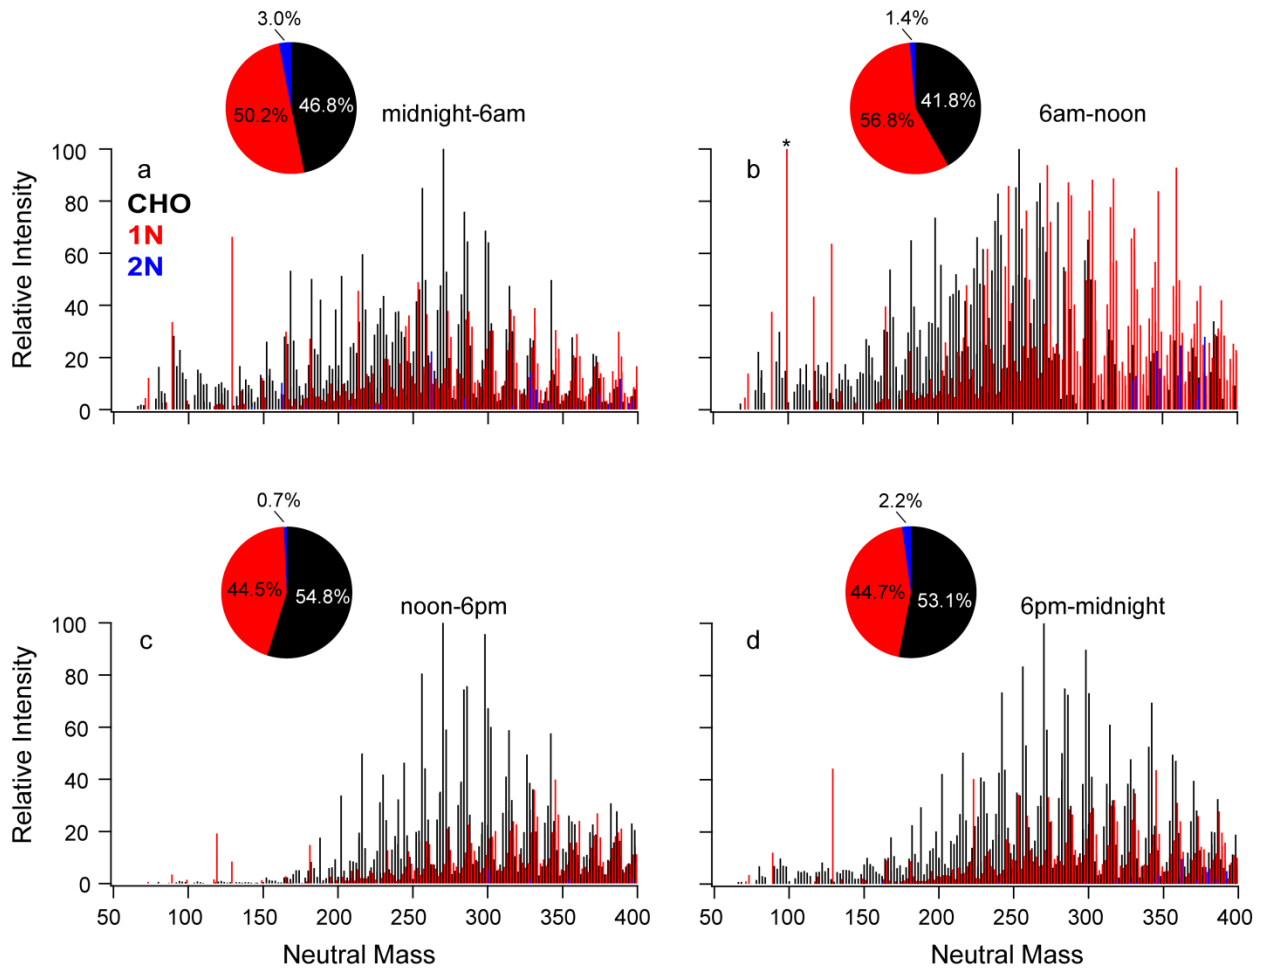 3.0%
50.2%
46.8%
midnight-6am
1.4%
56.8%
41.8%
6am-noon
Relative Intensity
100
80
60
40
20
0
a
CHO
1N
2N
b
*
0.7%
44.5%
54.8%
noon-6pm
2.2%
44.7%
53.1%
6pm-midnight
Relative Intensity
100
80
60
40
20
0
c
d
50 100 150 200 250 300 350 400
50 100 150 200 250 300 350 400
Neutral Mass
Neutral Mass